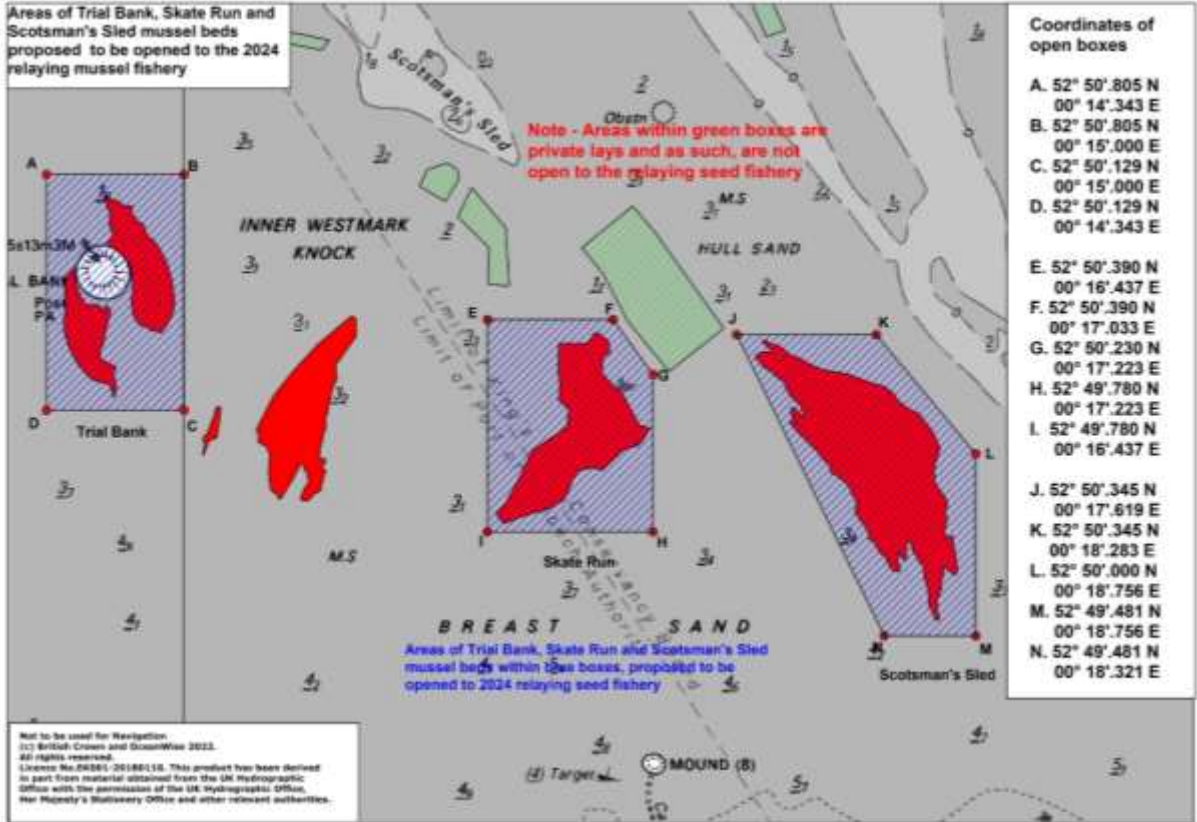 Areas of Trial Bank, Skate Run and
Scotsman's Sled mussel beds
proposed to be opened to the 2024
relaying mussel fishery
Scotsman's Sled
Obstn
Note - Areas within green boxes are
private lays and as such, are not
open to the relaying seed fishery
M.S
HULL SAND
INNER WESTMARK
KNOCK
A
B
5s13m3M
L BANK
PA
D
C
Trial Bank
E
F
G
H
I
Skate Run
J
K
L
M
N
Scotsman's Sled
M.S
BREAST SAND
Areas of Trial Bank, Skate Run and Scotsman's Sled
mussel beds within blue boxes, proposed to be
opened to 2024 relaying seed fishery
MOUND (8)
(4) Target
Coordinates of
open boxes
A. 52° 50'.805 N
00° 14'.343 E
B. 52° 50'.805 N
00° 15'.000 E
C. 52° 50'.129 N
00° 15'.000 E
D. 52° 50'.129 N
00° 14'.343 E
E. 52° 50'.390 N
00° 16'.437 E
F. 52° 50'.390 N
00° 17'.033 E
G. 52° 50'.230 N
00° 17'.223 E
H. 52° 49'.780 N
00° 17'.223 E
I. 52° 49'.780 N
00° 16'.437 E
J. 52° 50'.345 N
00° 17'.619 E
K. 52° 50'.345 N
00° 18'.283 E
L. 52° 50'.000 N
00° 18'.756 E
M. 52° 49'.481 N
00° 18'.756 E
N. 52° 49'.481 N
00° 18'.321 E
Not to be used for Navigation
(c) British Crown and OceanWise 2022.
All rights reserved.
Licence No. This product has been derived
in part from material obtained from the UK Hydrographic
Office with the permission of the UK Hydrographic Office,
Her Majesty's Stationery Office and other relevant authorities.